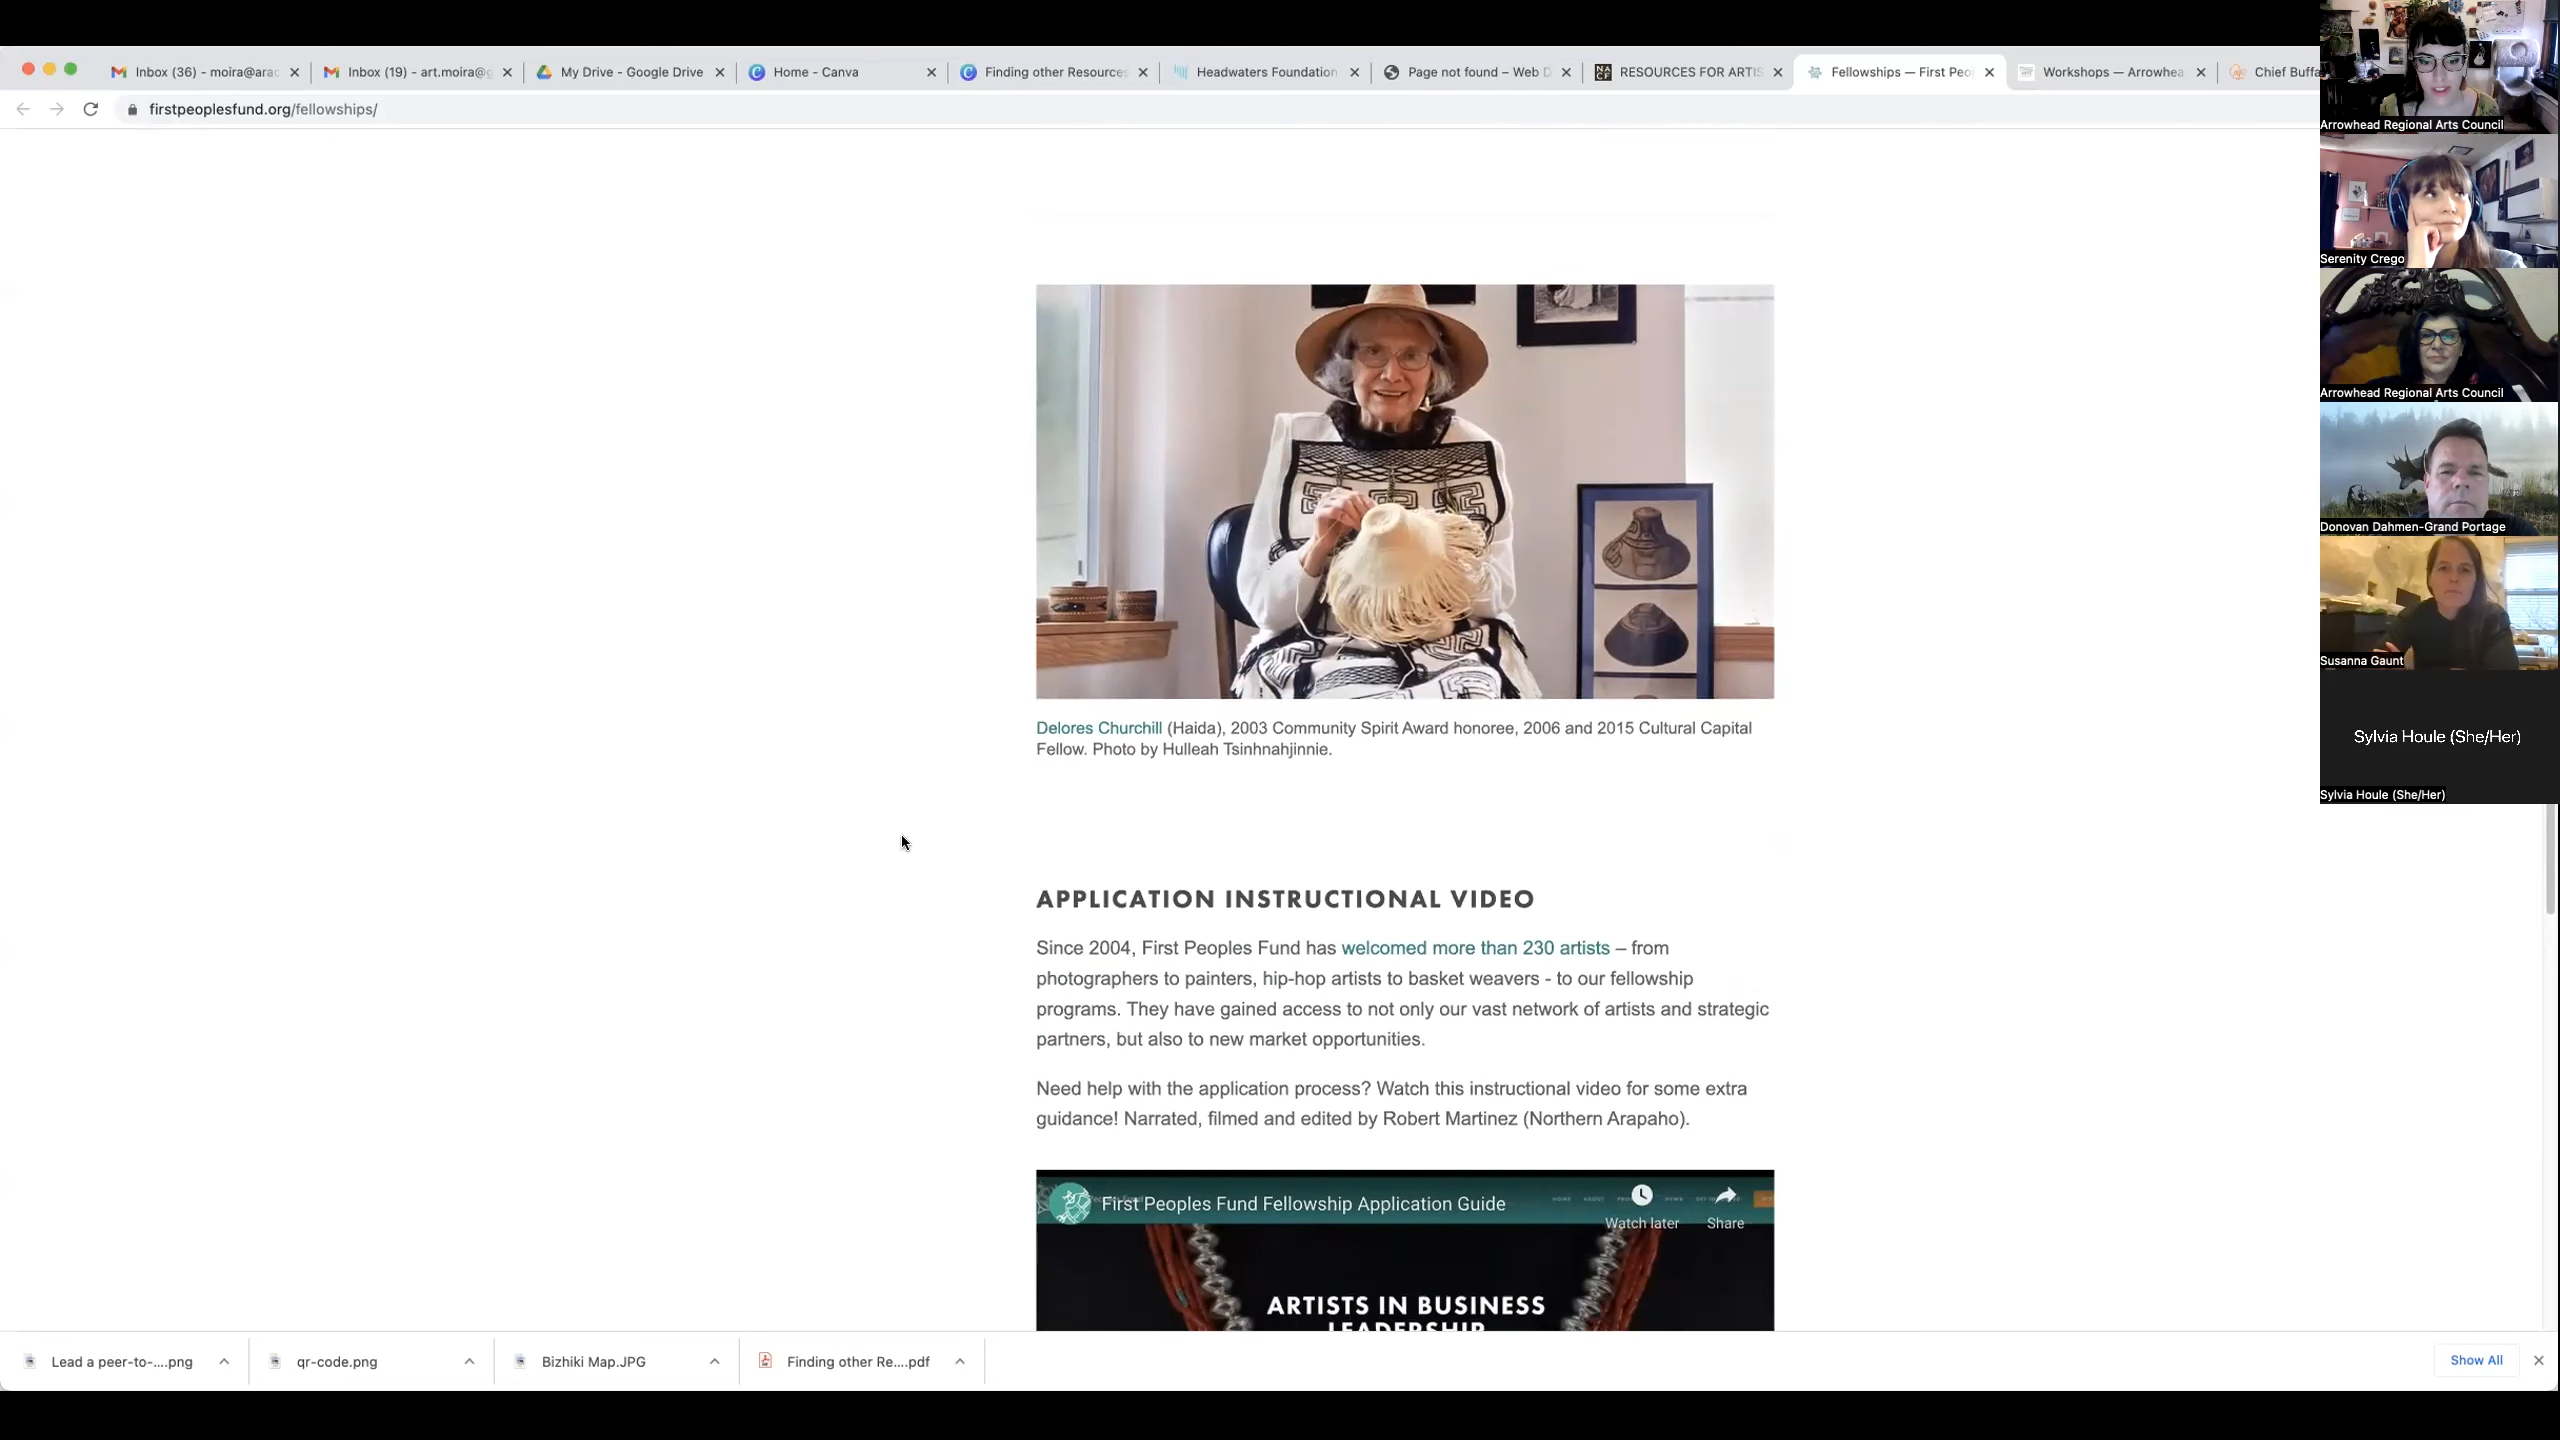 Inbox (36) - moira@arac
Inbox (19) - art.moira@g
My Drive - Google Drive
Home - Canva
Finding other Resources
Headwaters Foundation
Page not found – Web D
RESOURCES FOR ARTIS
Fellowships — First Peo
Workshops — Arrowhea
Chief Buffa
firstpeoplesfund.org/fellowships/
Arrowhead Regional Arts Council
Serenity Crego
Arrowhead Regional Arts Council
Donovan Dahmen-Grand Portage
Susanna Gaunt
Sylvia Houle (She/Her)
Sylvia Houle (She/Her)
Delores Churchill (Haida), 2003 Community Spirit Award honoree, 2006 and 2015 Cultural Capital
Fellow. Photo by Hulleah Tsinhnahjinnie.
APPLICATION INSTRUCTIONAL VIDEO
Since 2004, First Peoples Fund has welcomed more than 230 artists – from
photographers to painters, hip-hop artists to basket weavers - to our fellowship
programs. They have gained access to not only our vast network of artists and strategic
partners, but also to new market opportunities.
Need help with the application process? Watch this instructional video for some extra
guidance! Narrated, filmed and edited by Robert Martinez (Northern Arapaho).
First Peoples Fund Fellowship Application Guide
Watch later
Share
ARTISTS IN BUSINESS
LEADERSHIP
Lead a peer-to-....png
qr-code.png
Bizhiki Map.JPG
Finding other Re....pdf
Show All